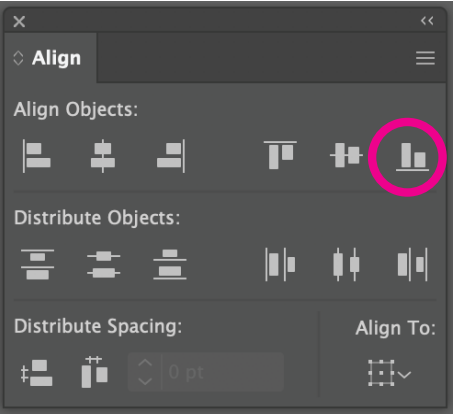 Align
Align Objects:
Distribute Objects:
Distribute Spacing:
Align To:
0 pt